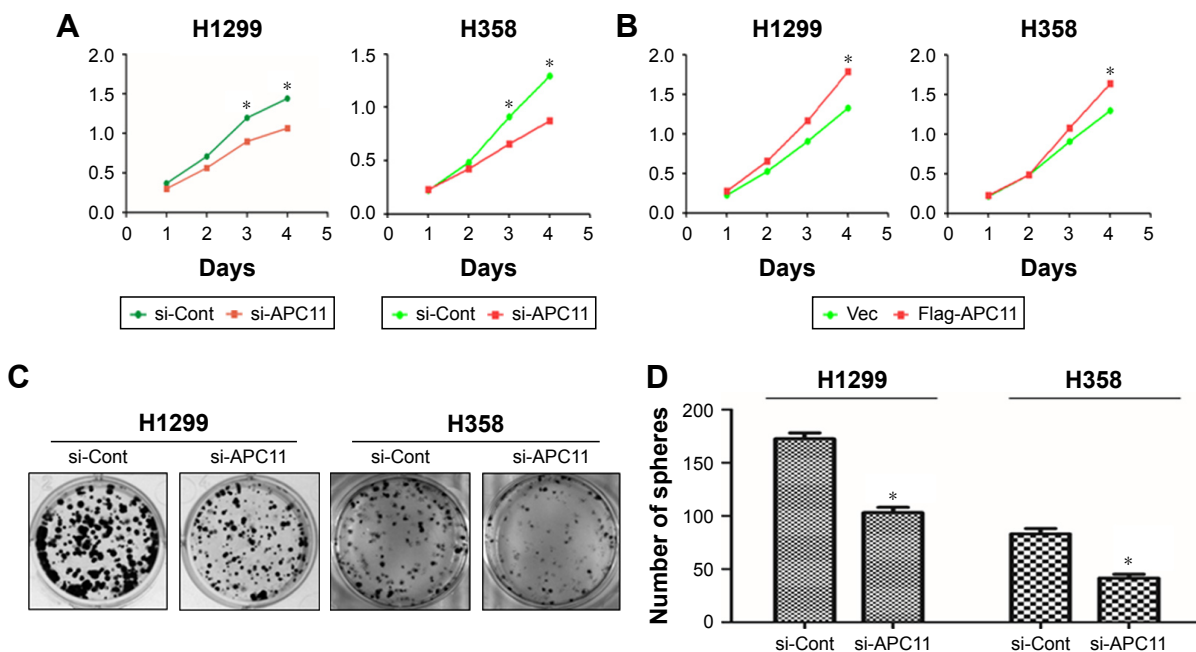 A
H1299
2.0
1.5
1.0
0.5
0.0
0 1 2 3 4 5
* *
Days
si-Cont si-APC11
H358
1.5
1.0
0.5
0.0
0 1 2 3 4 5
* *
Days
si-Cont si-APC11
B
H1299
2.0
1.5
1.0
0.5
0.0
0 1 2 3 4 5
*
Days
H358
2.0
1.5
1.0
0.5
0.0
0 1 2 3 4 5
*
Days
Vec Flag-APC11
C
H1299 H358
si-Cont si-APC11 si-Cont si-APC11
D
H1299 H358
Number of spheres
200
150
100
50
0
* *
si-Cont si-APC11 si-Cont si-APC11